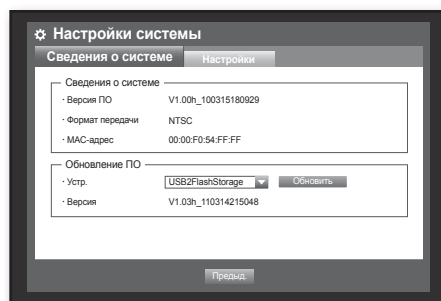 Настройки системы
Сведения о системе
Настройки
Сведения о системе
· Версия ПО V1.00h_100315180929
· Формат передачи NTSC
· MAC-адрес 00:00:F0:54:FF:FF
Обновление ПО
· Устр. USB2FlashStorage Обновить
· Версия V1.03h_110314215048
Предыд.